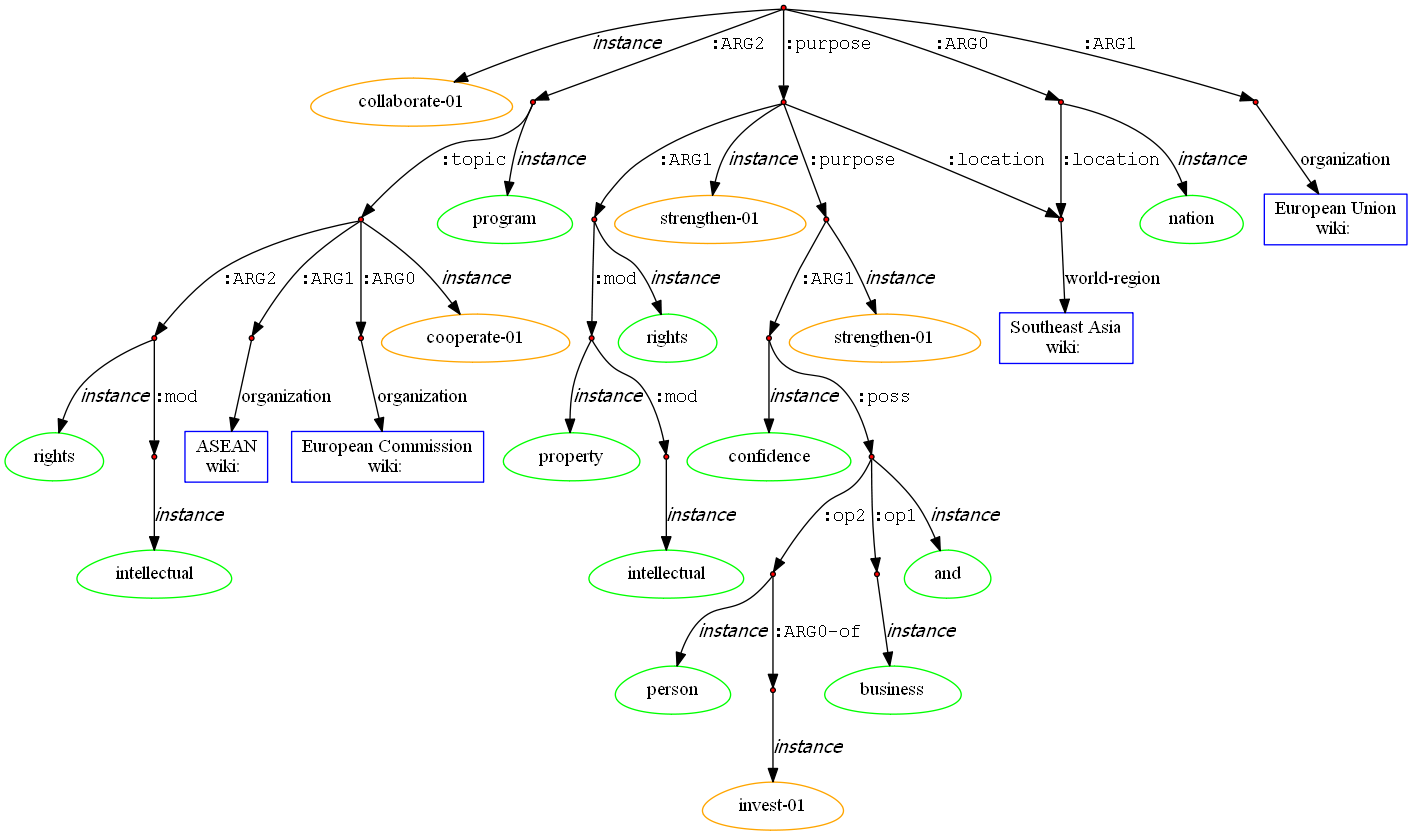 instance :ARG2 :purpose :ARG0 :ARG1
collaborate-01
:topic instance :ARG1 instance :purpose :location :location instance organization
program strengthen-01 nation European Union
wiki:
:ARG2 :ARG1 :ARG0 instance :mod instance :ARG1 instance world-region
cooperate-01 rights strengthen-01 Southeast Asia
wiki:
instance :mod organization organization instance :mod instance :poss
rights ASEAN European Commission property confidence
wiki: wiki:
instance instance :op2 :op1 instance
intellectual intellectual and
instance :ARG0-of instance
person business
instance
invest-01